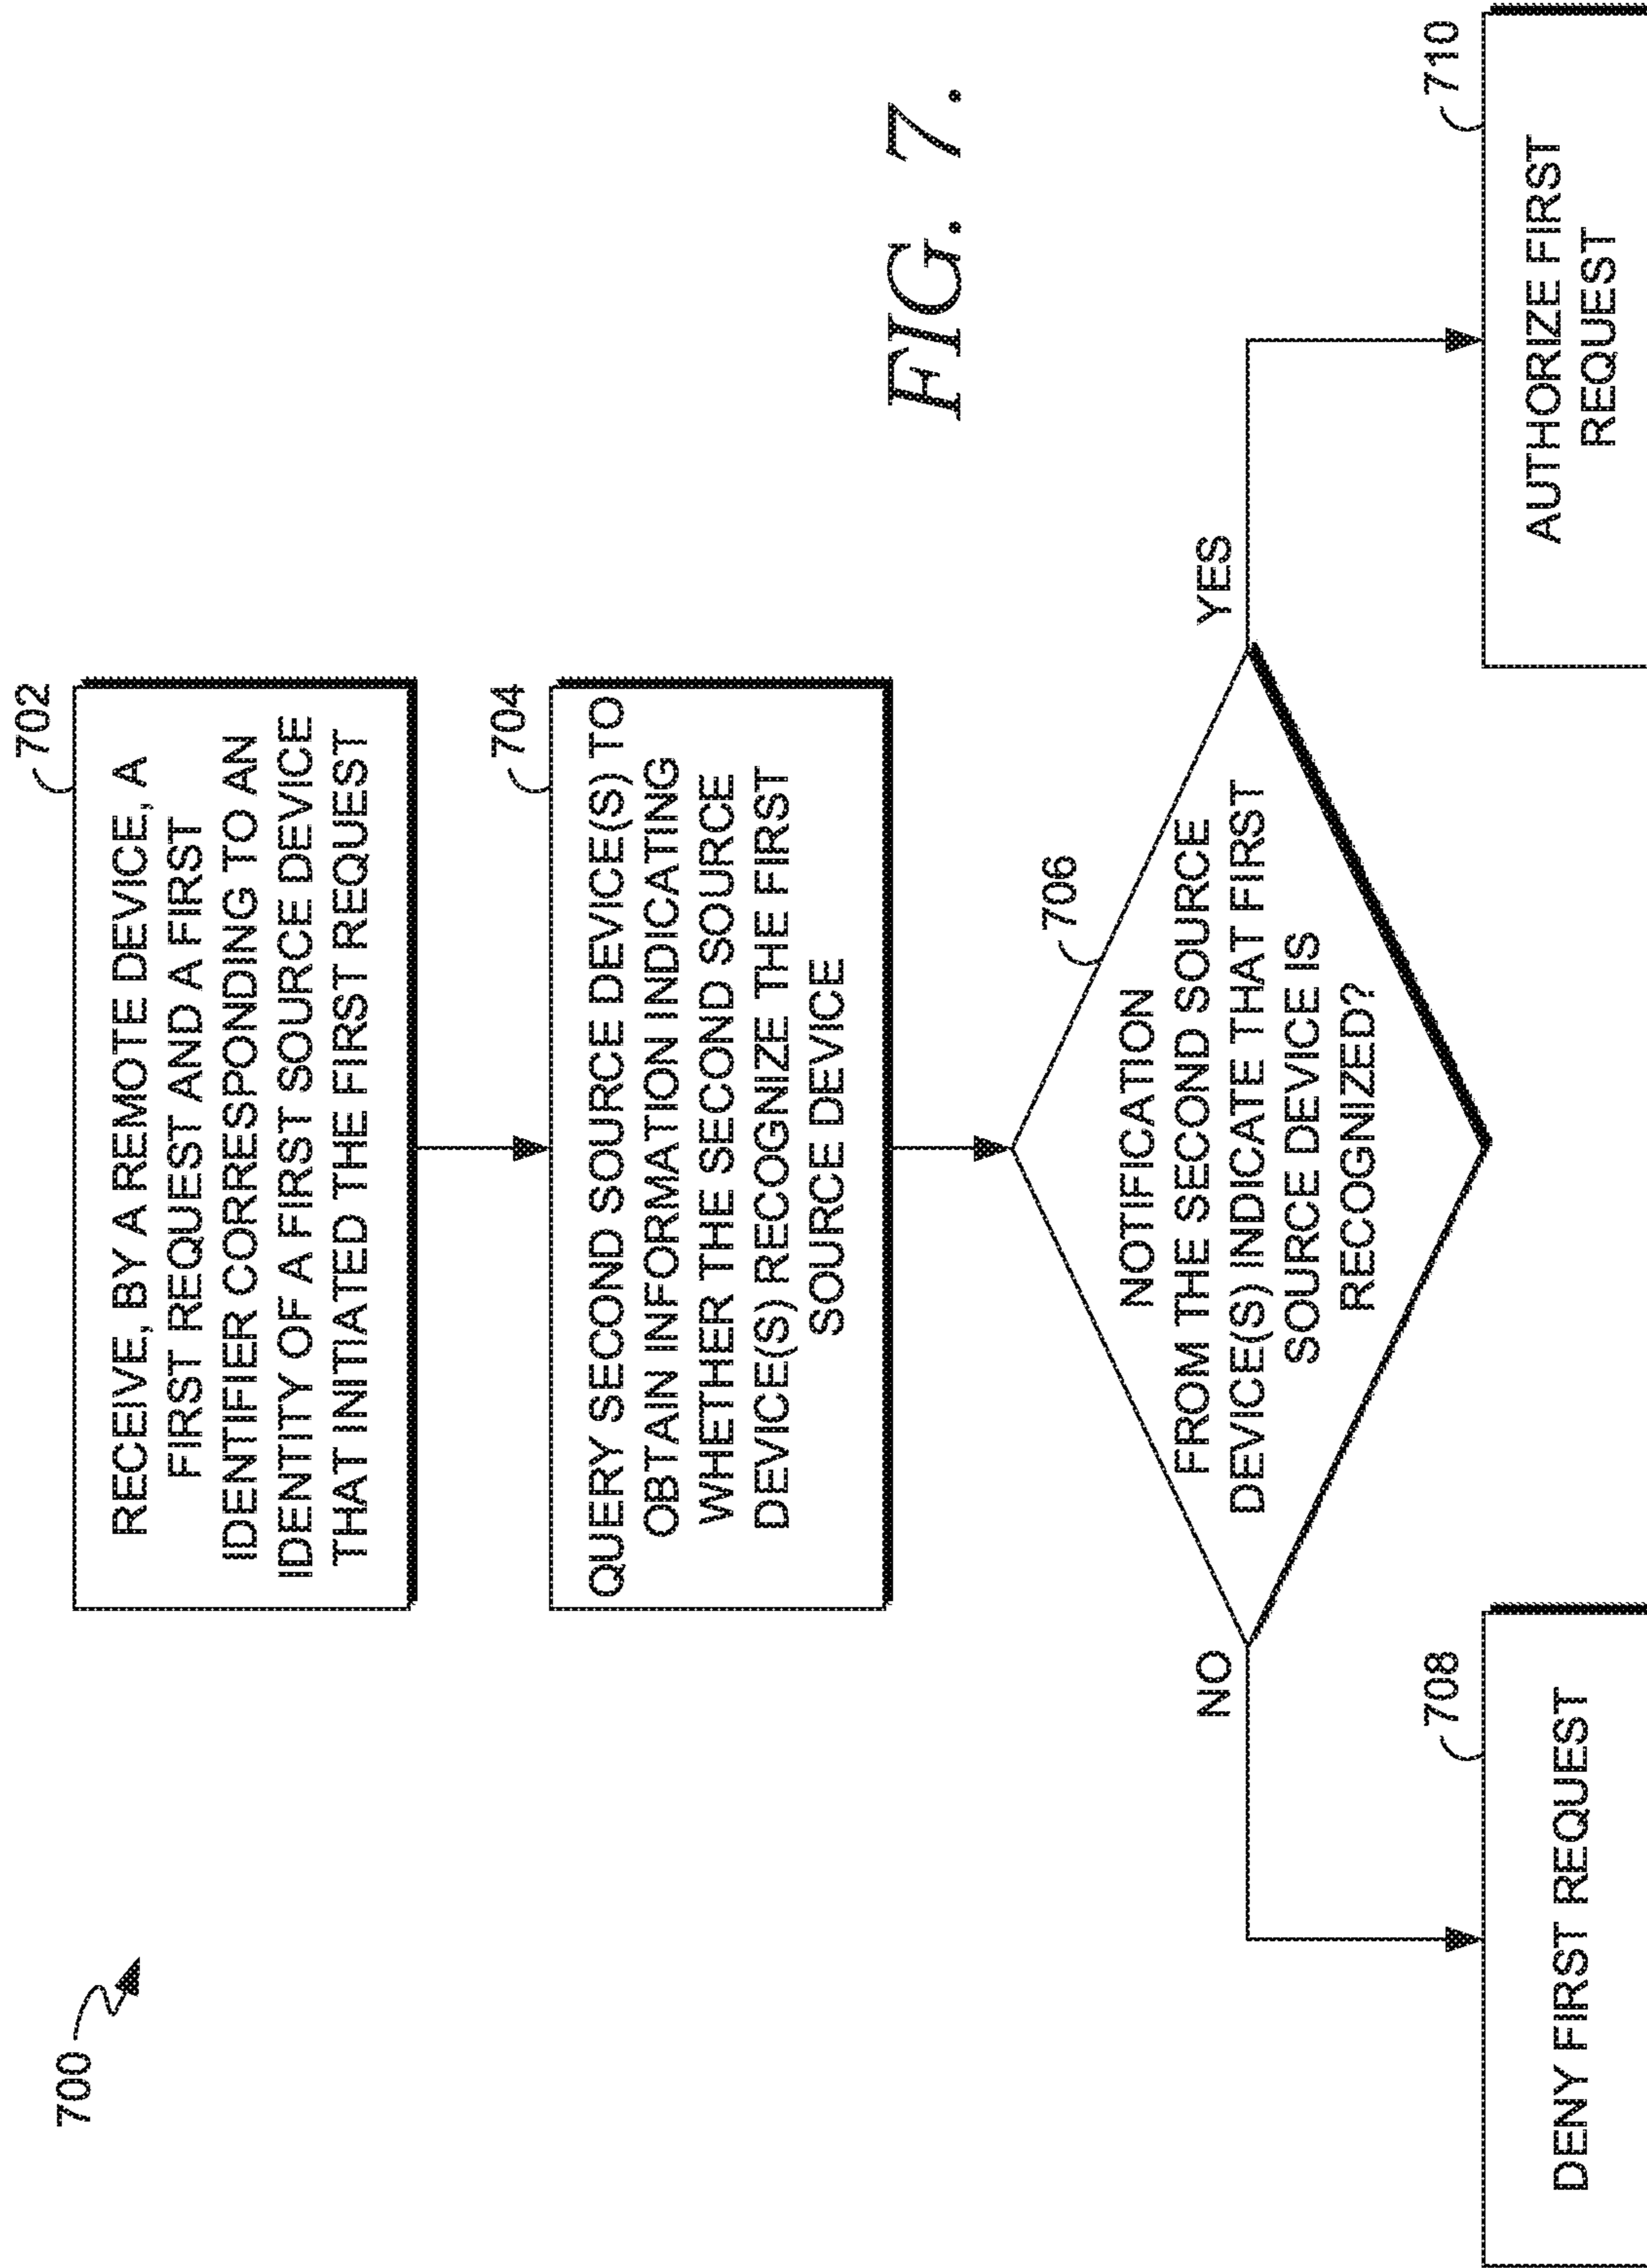 700
702
RECEIVE, BY A REMOTE DEVICE, A
FIRST REQUEST AND A FIRST
IDENTIFIER CORRESPONDING TO AN
IDENTITY OF A FIRST SOURCE DEVICE
THAT INITIATED THE FIRST REQUEST
704
QUERY SECOND SOURCE DEVICE(S) TO
OBTAIN INFORMATION INDICATING
WHETHER THE SECOND SOURCE
DEVICE(S) RECOGNIZE THE FIRST
SOURCE DEVICE
706
NOTIFICATION
FROM THE SECOND SOURCE
DEVICE(S) INDICATE THAT FIRST
SOURCE DEVICE IS
RECOGNIZED?
NO
YES
708
DENY FIRST REQUEST
710
AUTHORIZE FIRST
REQUEST
FIG. 7.